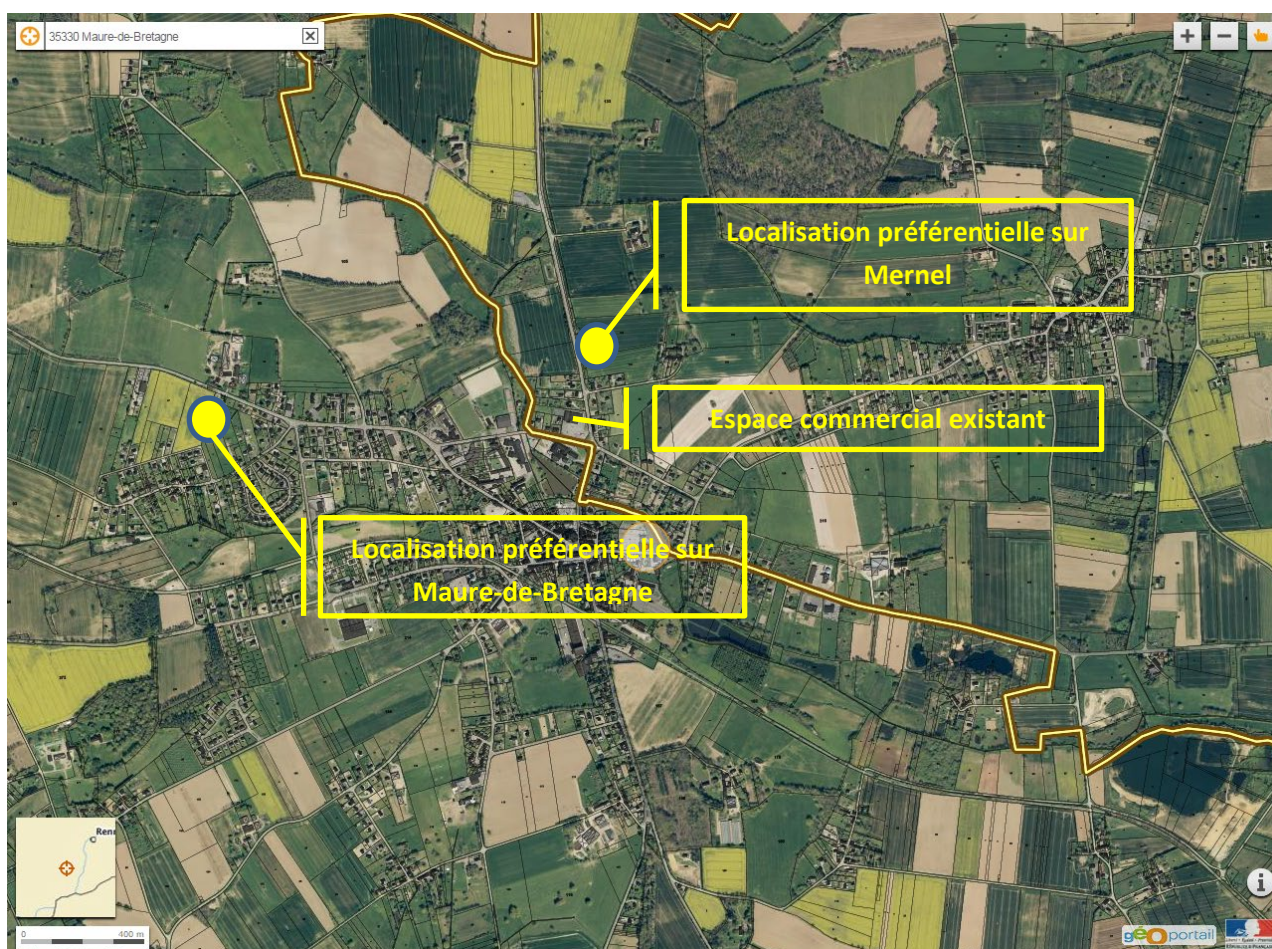 35330 Maure-de-Bretagne
Localisation préférentielle sur
Mernel
Espace commercial existant
Localisation préférentielle sur
Maure-de-Bretagne
Renn
0 400 m
géoportail